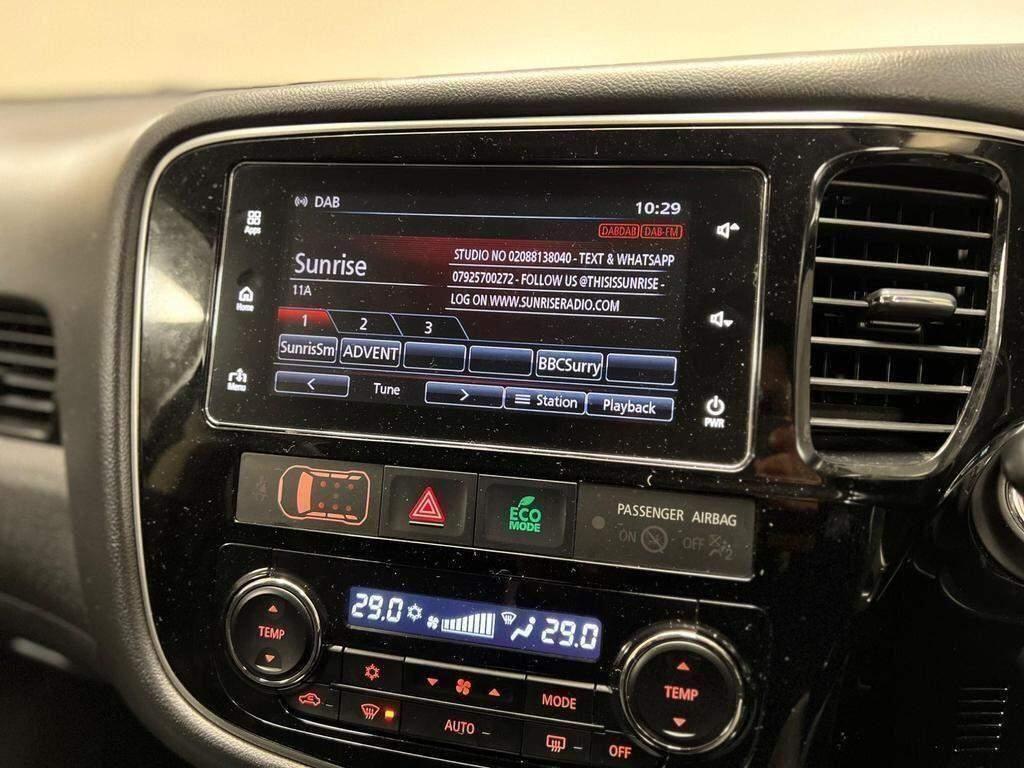 DAB
10:29
Apps
DABDAB DAB-FM
Sunrise
STUDIO NO 02088138040 - TEXT & WHATSAPP
07925700272 - FOLLOW US @THISISSUNRISE -
LOG ON WWW.SUNRISERADIO.COM
11A
Home
1 2 3
SunrisSm ADVENT BBCSurry
Menu
< Tune > Station Playback
PWR
ECO
MODE
PASSENGER AIRBAG
ON OFF
29.0 29.0
TEMP
TEMP
MODE
AUTO
OFF